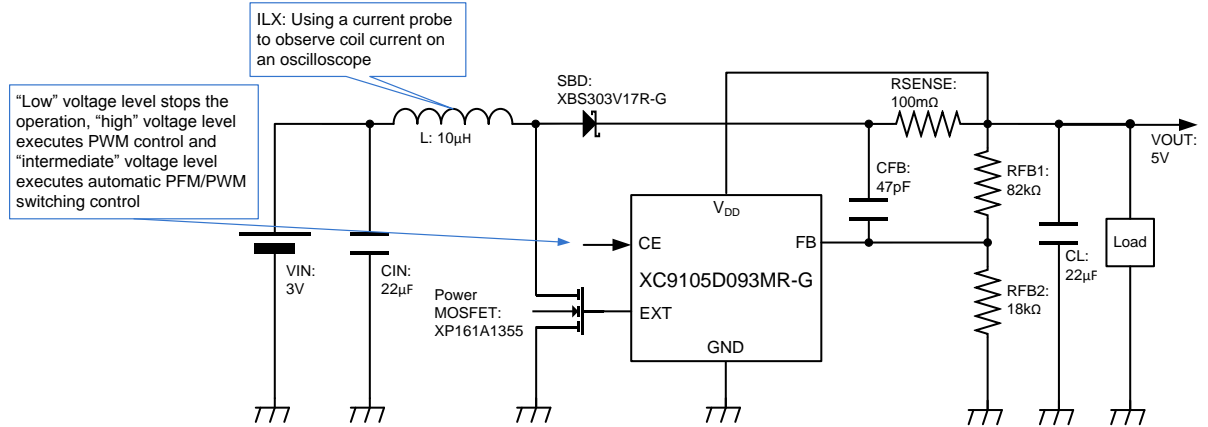 ILX: Using a current probe
to observe coil current on
an oscilloscope
"Low" voltage level stops the
operation, "high" voltage level
executes PWM control and
"intermediate" voltage level
executes automatic PFM/PWM
switching control
SBD:
XBS303V17R-G
RSENSE:
100mΩ
L: 10μH
VOUT:
5V
CFB:
47pF
RFB1:
82kΩ
VDD
CE
FB
Load
VIN:
3V
CIN:
22μF
XC9105D093MR-G
CL:
22μF
Power
MOSFET:
XP161A1355
EXT
RFB2:
18kΩ
GND